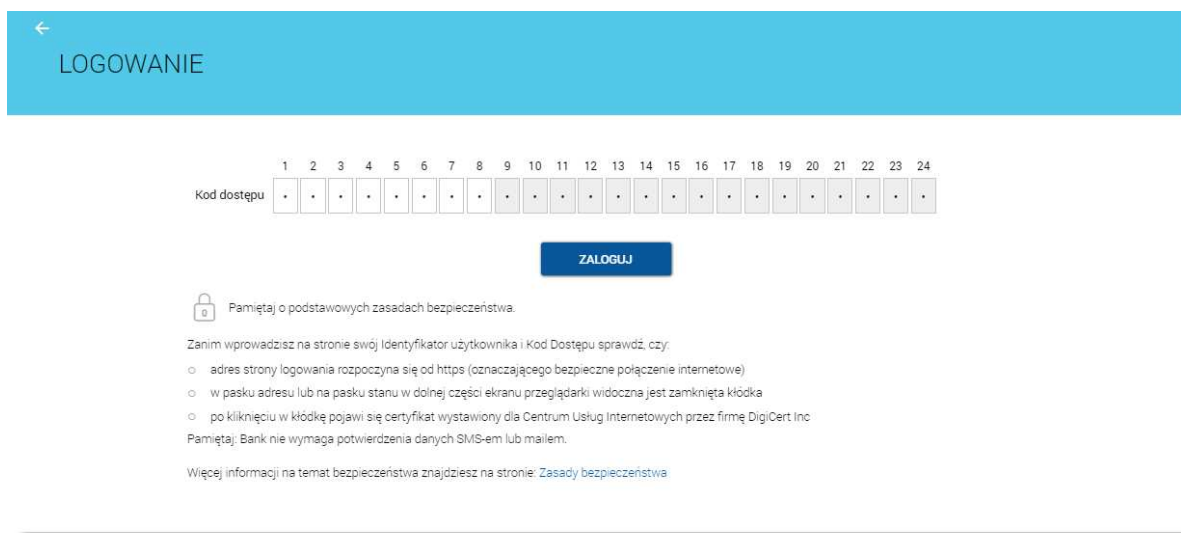 LOGOWANIE
1 2 3 4 5 6 7 8 9 10 11 12 13 14 15 16 17 18 19 20 21 22 23 24
Kod dostępu
ZALOGUJ
Pamiętaj o podstawowych zasadach bezpieczeństwa.
Zanim wprowadzisz na stronie swój Identyfikator użytkownika i Kod Dostępu sprawdź, czy:
adres strony logowania rozpoczyna się od https (oznaczającego bezpieczne połączenie internetowe)
w pasku adresu lub na pasku stanu w dolnej części ekranu przeglądarki widoczna jest zamknięta kłódka
po kliknięciu w kłódkę pojawi się certyfikat wystawiony dla Centrum Usług Internetowych przez firmę DigiCert Inc
Pamiętaj: Bank nie wymaga potwierdzenia danych SMS-em lub mailem.
Więcej informacji na temat bezpieczeństwa znajdziesz na stronie: Zasady bezpieczeństwa